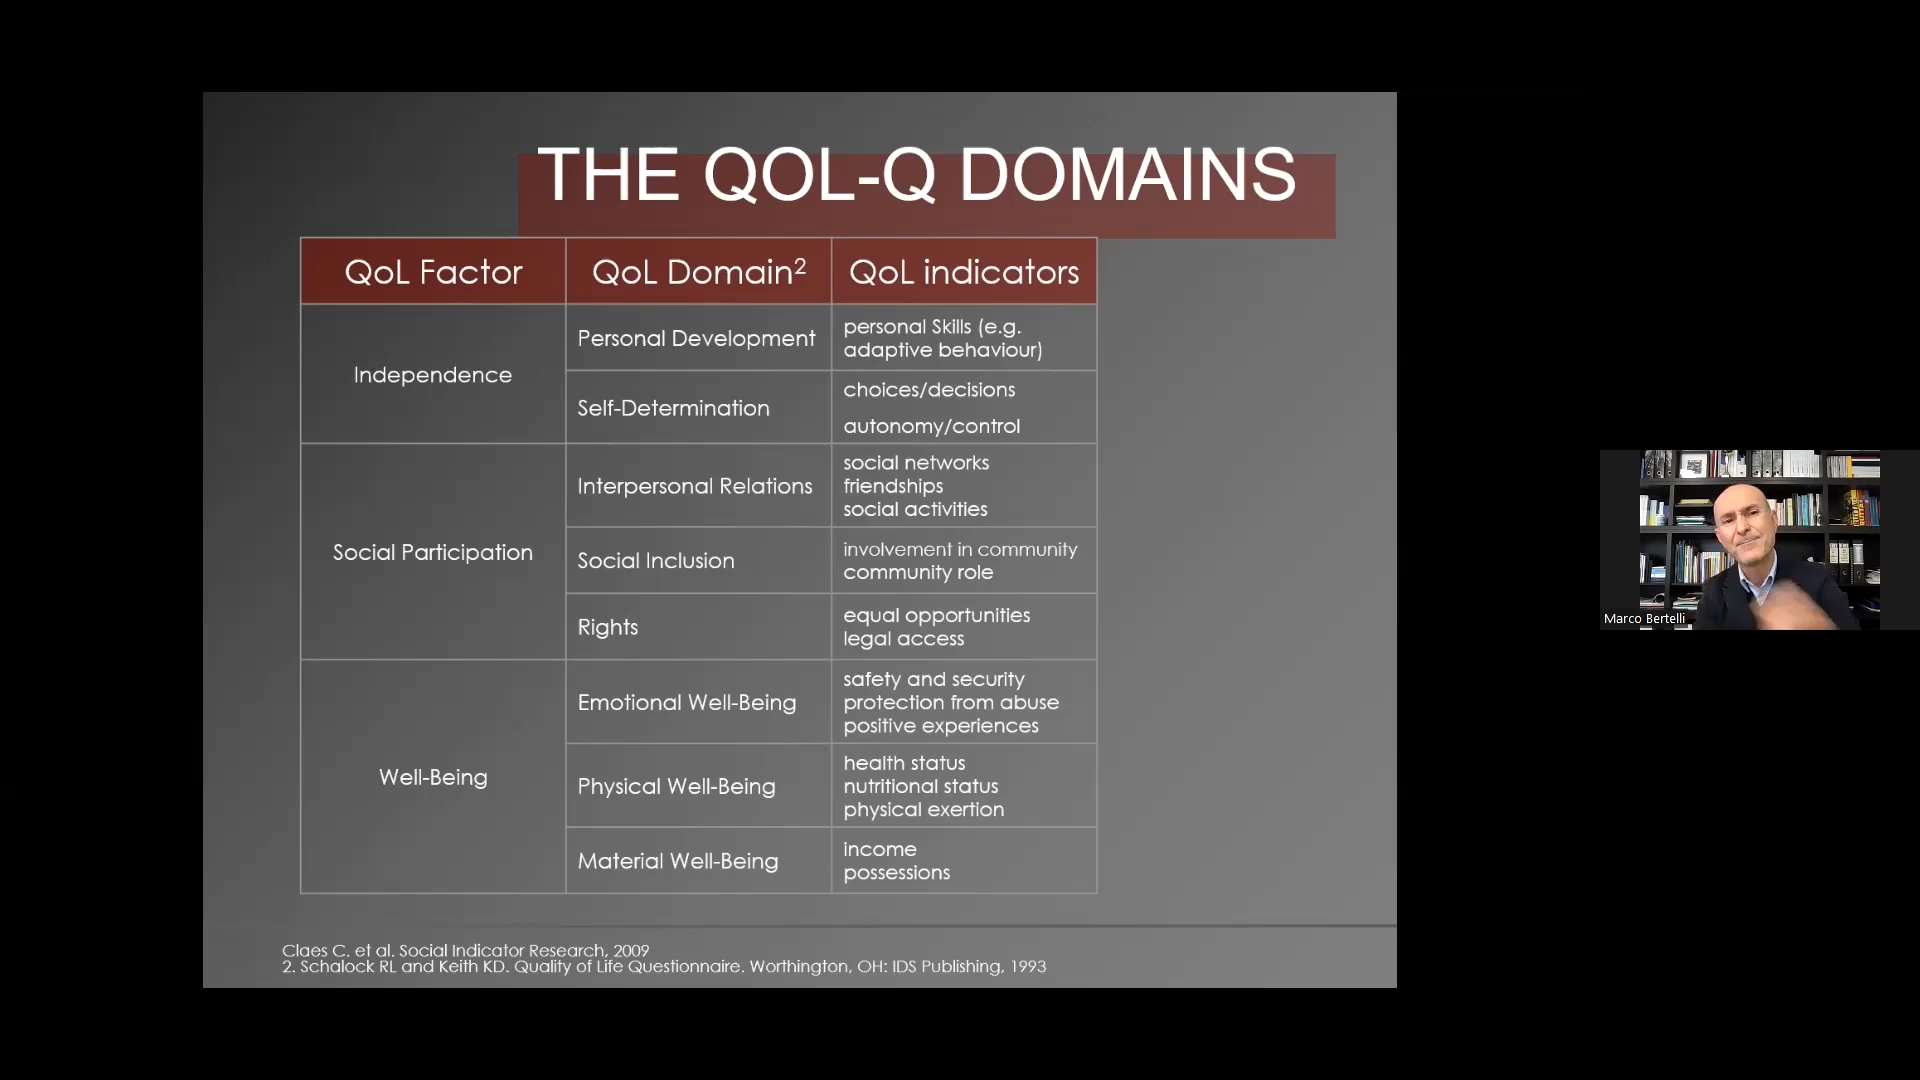 THE QOL-Q DOMAINS
QoL Factor
QoL Domain2
QoL indicators
Independence
Personal Development
personal Skills (e.g.
adaptive behaviour)
Self-Determination
choices/decisions
autonomy/control
Social Participation
Interpersonal Relations
social networks
friendships
social activities
Social Inclusion
involvement in community
community role
Rights
equal opportunities
legal access
Well-Being
Emotional Well-Being
safety and security
protection from abuse
positive experiences
Physical Well-Being
health status
nutritional status
physical exertion
Material Well-Being
income
possessions
Claes C. et al. Social Indicator Research, 2009
2. Schalock RL and Keith KD. Quality of Life Questionnaire. Worthington, OH: IDS Publishing, 1993
Marco Bertelli